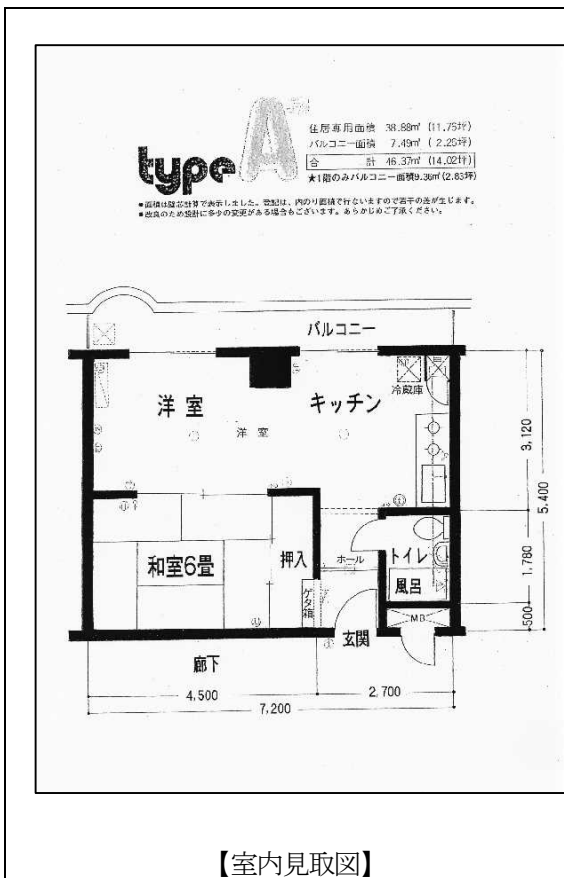 type A
住居専用面積 38.88㎡ (11.76坪)
バルコニー面積 7.49㎡ ( 2.26坪)
合 計 46.37㎡ (14.02坪)
★1階のみバルコニー面積9.36㎡(2.83坪)
●面積は壁芯計算で表示しました。登記は、内のり面積で行ないますので若干の差が生じます。
●改良のため設計に多少の変更がある場合もございます。あらかじめご了承ください。
バルコニー
冷蔵庫
洋室
洋室
キッチン
3,120
5,400
和室6畳
押入
ホール
トイレ
1,780
ゲタ箱
風呂
MB
500
玄関
廊下
4,500
2,700
7,200
【室内見取図】